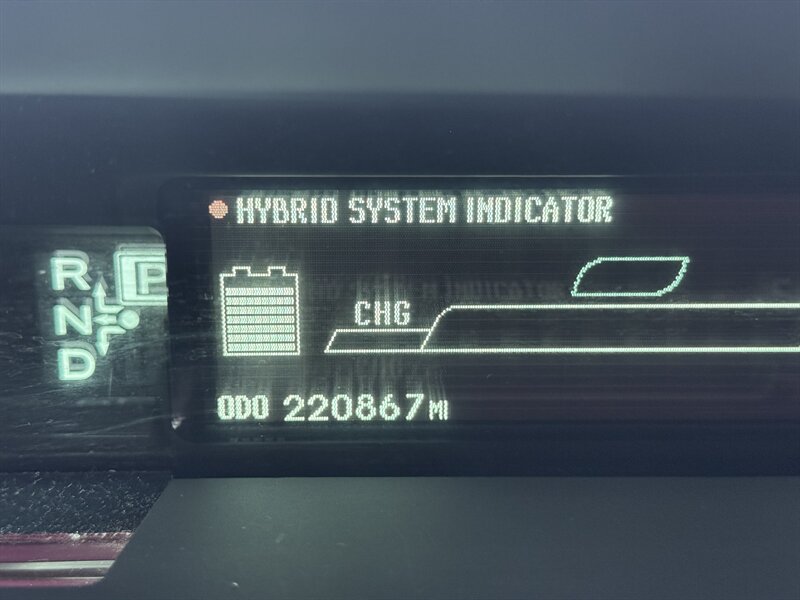 HYBRID SYSTEM INDICATOR
R
P
N
D
CHG
ODO 220867 MI